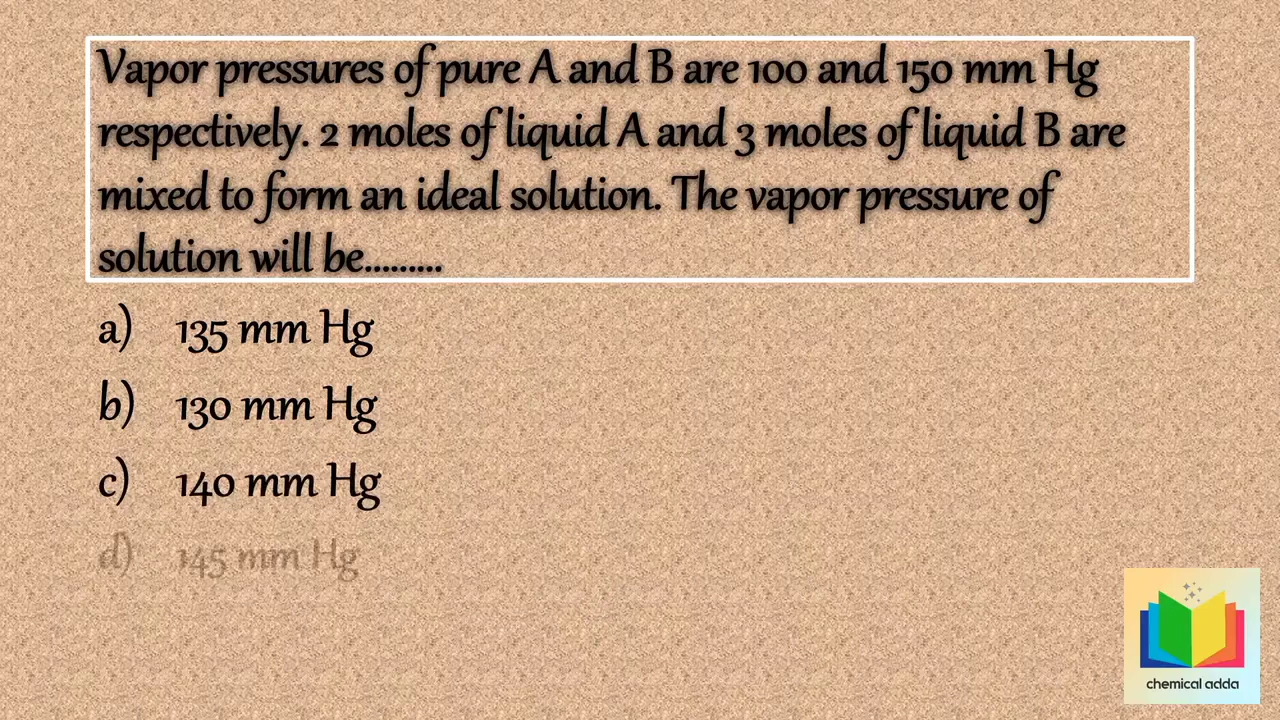 Vapor pressures of pure A and B are 100 and 150 mm Hg
respectively. 2 moles of liquid A and 3 moles of liquid B are
mixed to form an ideal solution. The vapor pressure of
solution will be.........
a) 135 mm Hg
b) 130 mm Hg
c) 140 mm Hg
d) 145 mm Hg
chemical adda